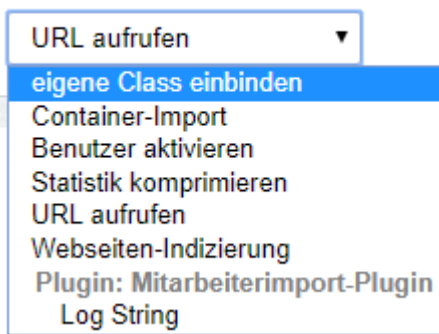 URL aufrufen
eigene Class einbinden
Container-Import
Benutzer aktivieren
Statistik komprimieren
URL aufrufen
Webseiten-Indizierung
Plugin: Mitarbeiterimport-Plugin
Log String